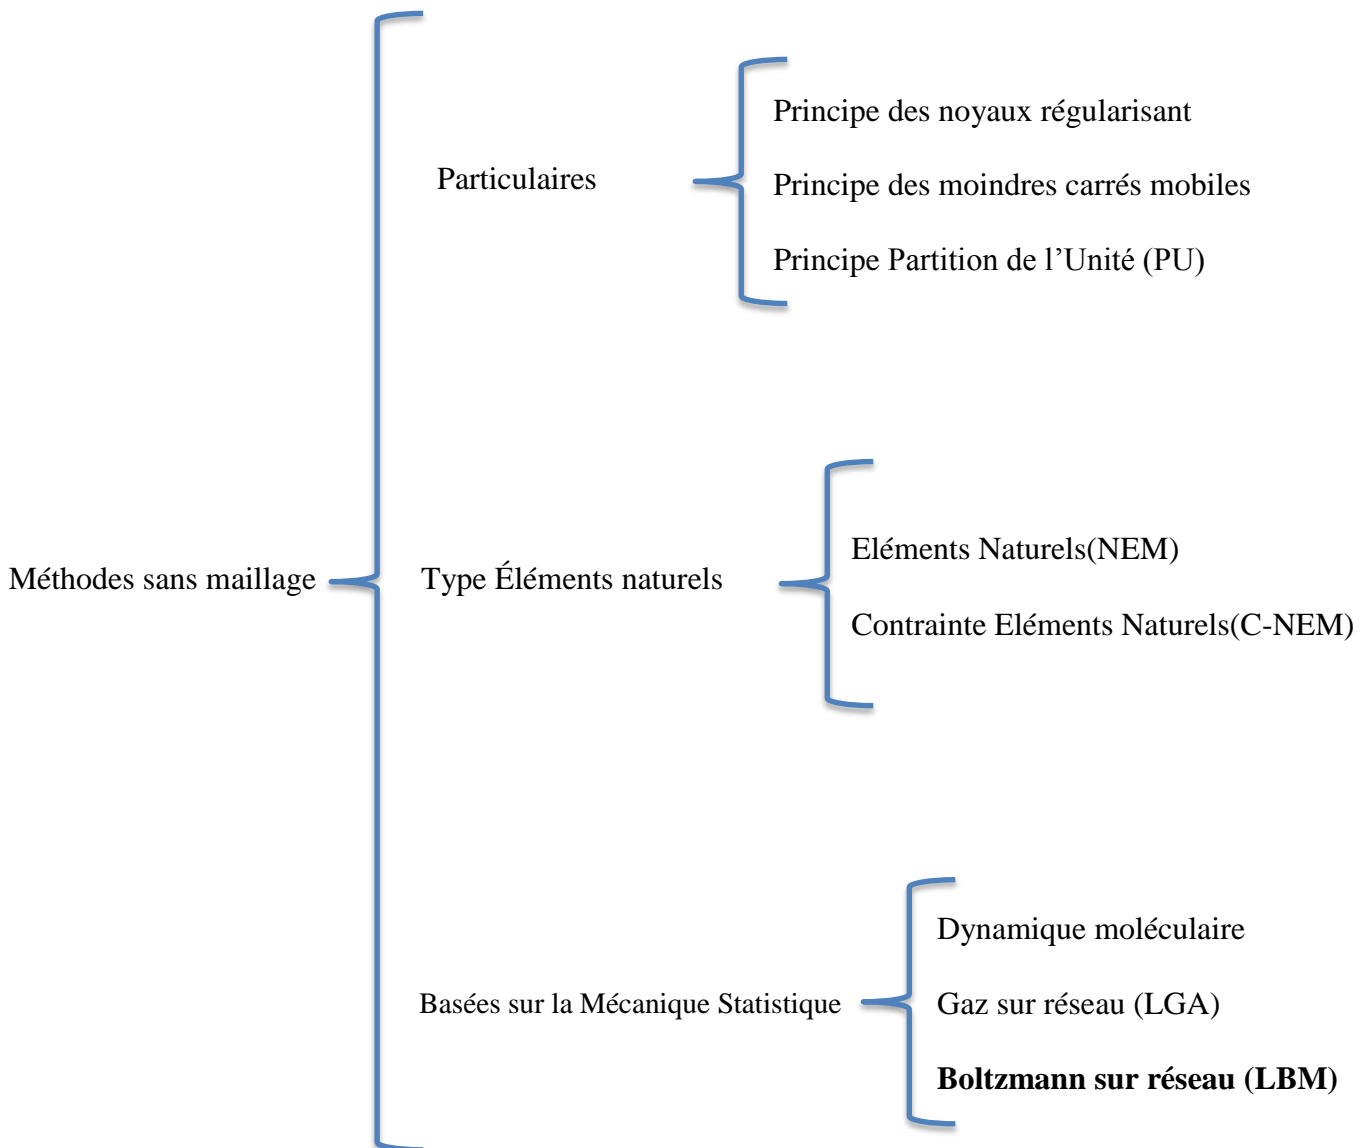 Méthodes sans maillage
Particulaires
Principe des noyaux régularisant
Principe des moindres carrés mobiles
Principe Partition de l’Unité (PU)
Type Éléments naturels
Eléments Naturels(NEM)
Contrainte Eléments Naturels(C-NEM)
Basées sur la Mécanique Statistique
Dynamique moléculaire
Gaz sur réseau (LGA)
Boltzmann sur réseau (LBM)